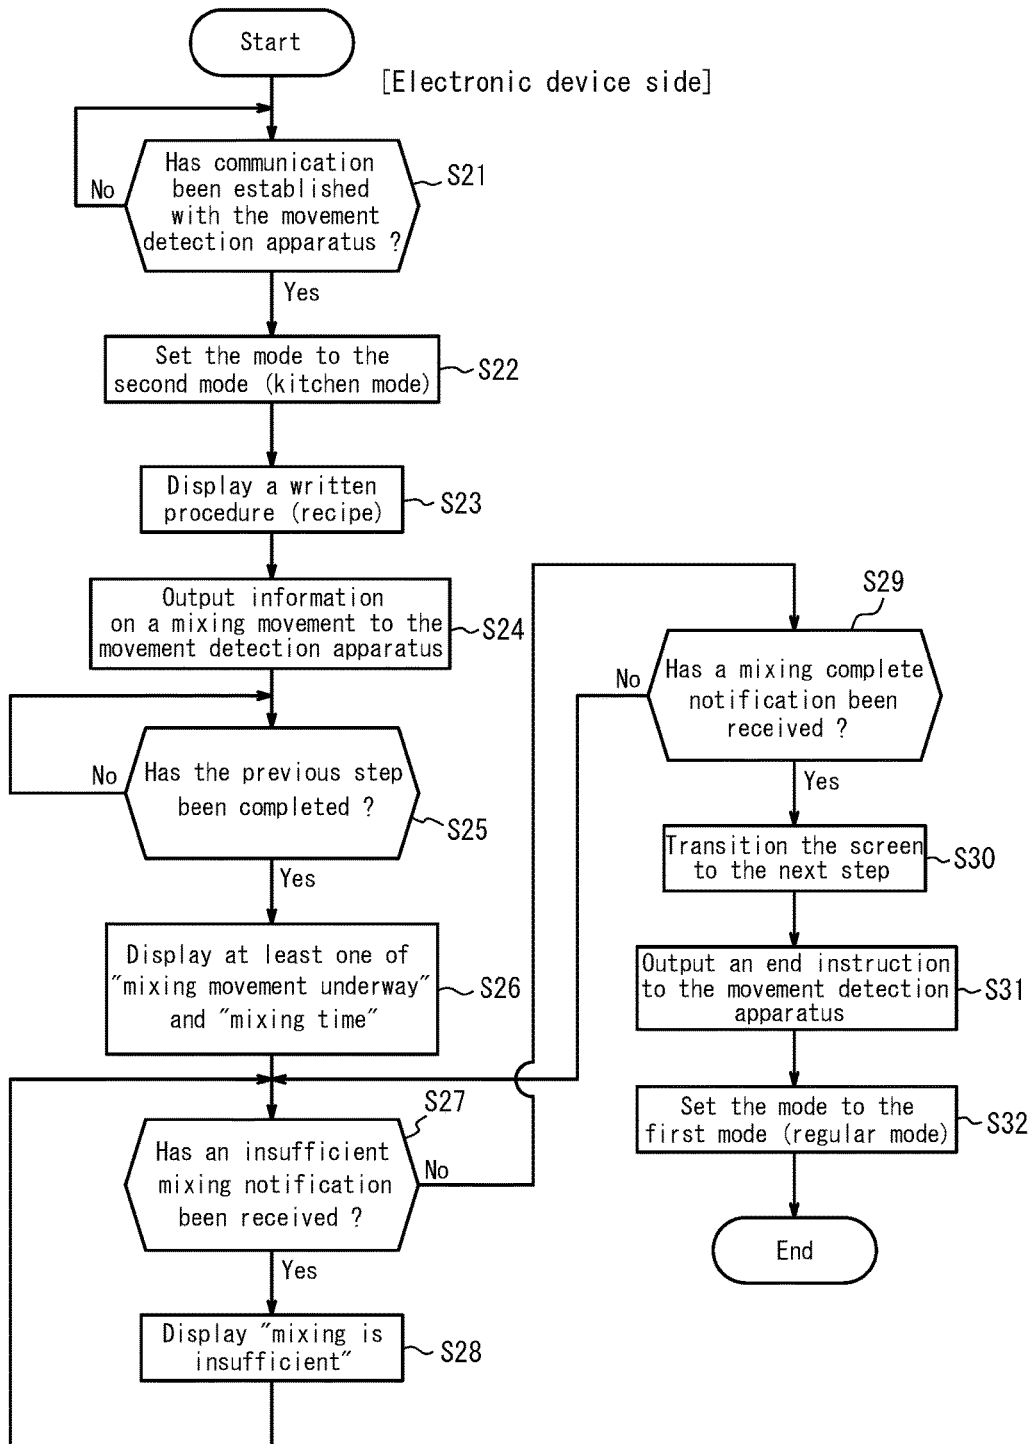 Start
[Electronic device side]
Has communication
been established
with the movement
detection apparatus ?
S21
No
Yes
Set the mode to the
second mode (kitchen mode)
S22
Display a written
procedure (recipe)
S23
Output information
on a mixing movement to the
movement detection apparatus
S24
Has the previous step
been completed ?
S25
No
Yes
Display at least one of
"mixing movement underway"
and "mixing time"
S26
S27
Has an insufficient
mixing notification
been received ?
No
Yes
Display "mixing is
insufficient"
S28
S29
Has a mixing complete
notification been
received ?
No
Yes
Transition the screen
to the next step
S30
Output an end instruction
to the movement detection
apparatus
S31
Set the mode to the
first mode (regular mode)
S32
End